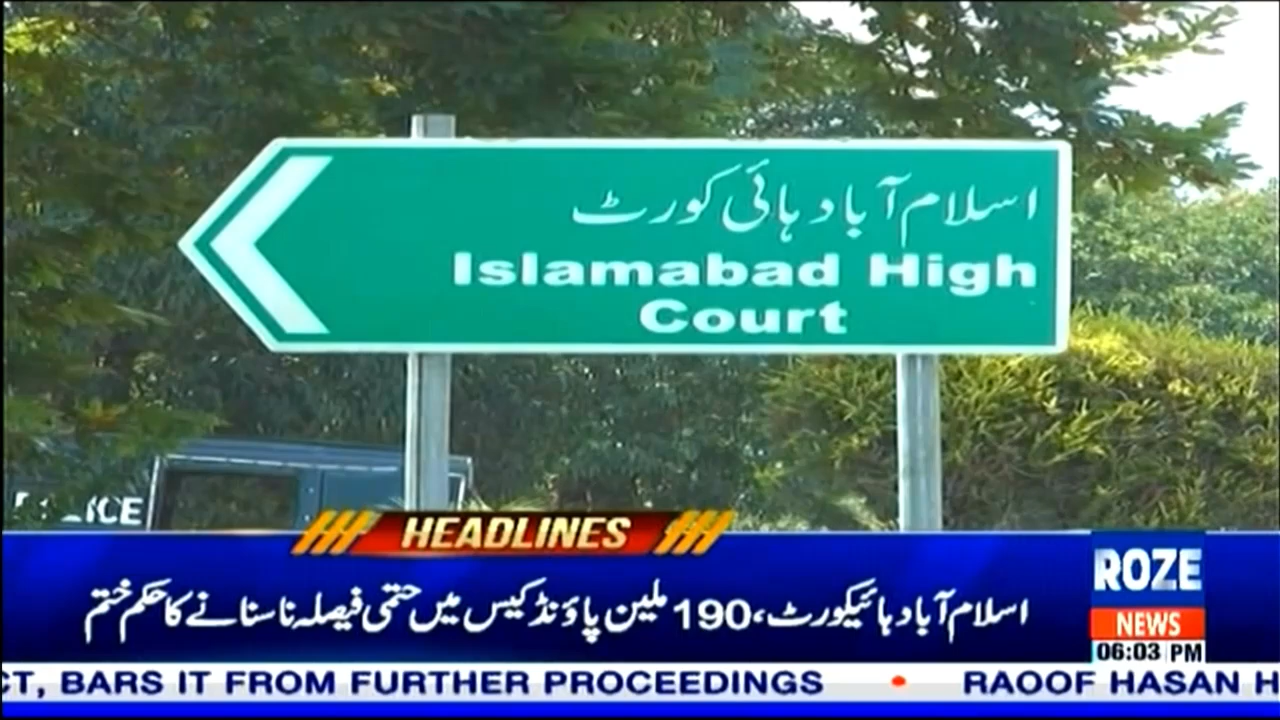 اسلام آباد ہائی کورٹ
Islamabad High
Court
HEADLINES
اسلام آباد ہائیکورٹ، 190 ملین پاؤنڈ کیس میں حتمی فیصلہ نا سنانے کا حکم ختم
ROZE
NEWS
06:03 PM
CT, BARS IT FROM FURTHER PROCEEDINGS • RAOOF HASAN H